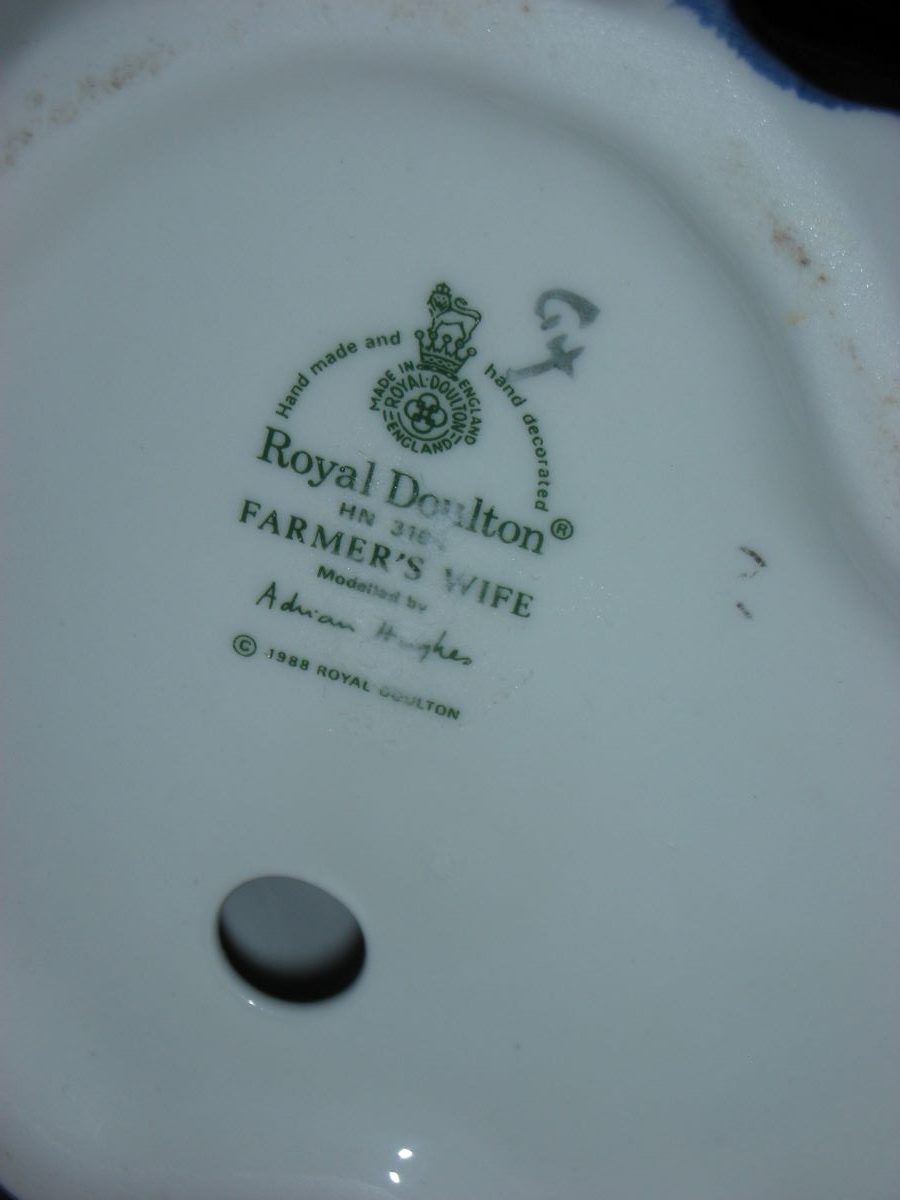 Hand made and hand decorated
MADE IN ENGLAND
ROYAL·DOULTON
ENGLAND
Royal Doulton®
HN
FARMER'S WIFE
Modelled by
Adrian Hughes
© 1988 ROYAL DOULTON